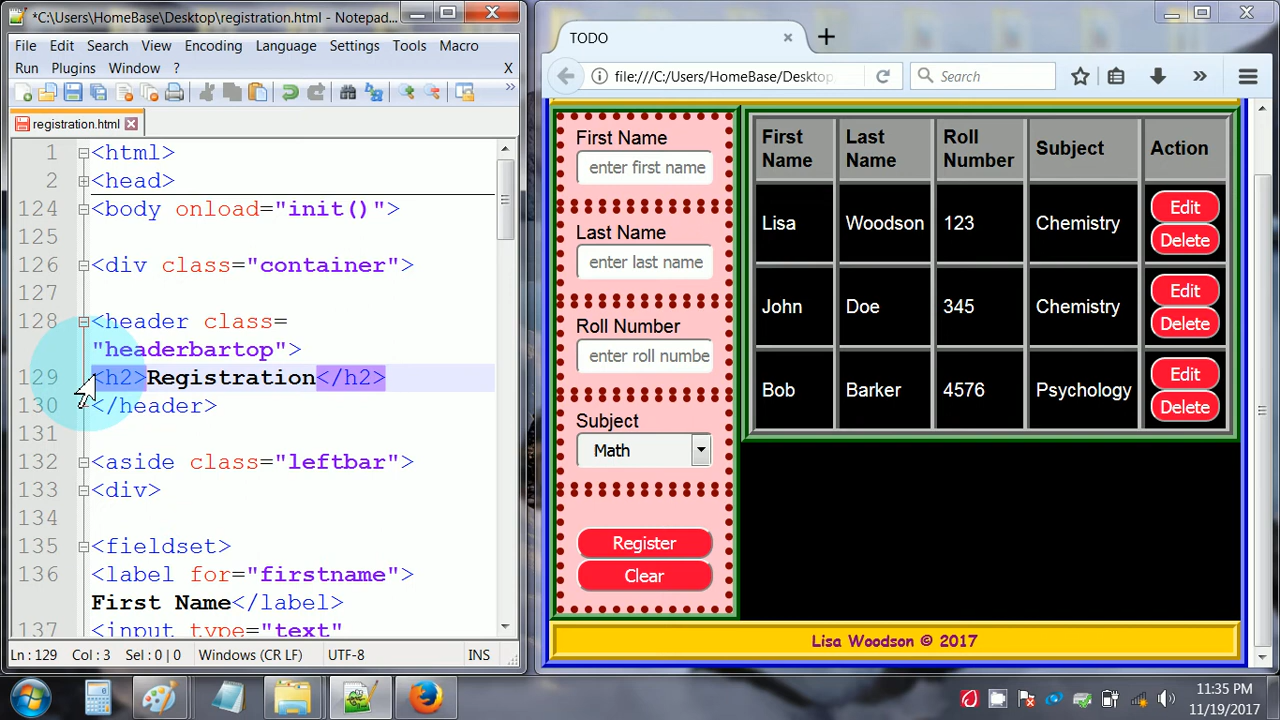 *C:\Users\HomeBase\Desktop\registration.html - Notepad...
File Edit Search View Encoding Language Settings Tools Macro
Run Plugins Window ? X
registration.html
1 <html>
2 <head>
124 <body onload="init()">
125
126 <div class="container">
127
128 <header class=
"headerbartop">
129 <h2>Registration</h2>
130 </header>
131
132 <aside class="leftbar">
133 <div>
134
135 <fieldset>
136 <label for="firstname">
First Name</label>
137 <input type="text"
Ln : 129 Col : 3 Sel : 0 | 0 Windows (CR LF) UTF-8 INS
TODO
file:///C:/Users/HomeBase/Desktop
Search
First Name
enter first name
Last Name
enter last name
Roll Number
enter roll numbe
Subject
Math
Register
Clear
First Name Last Name Roll Number Subject Action
Lisa Woodson 123 Chemistry Edit Delete
John Doe 345 Chemistry Edit Delete
Bob Barker 4576 Psychology Edit Delete
Lisa Woodson © 2017
11:35 PM
11/19/2017